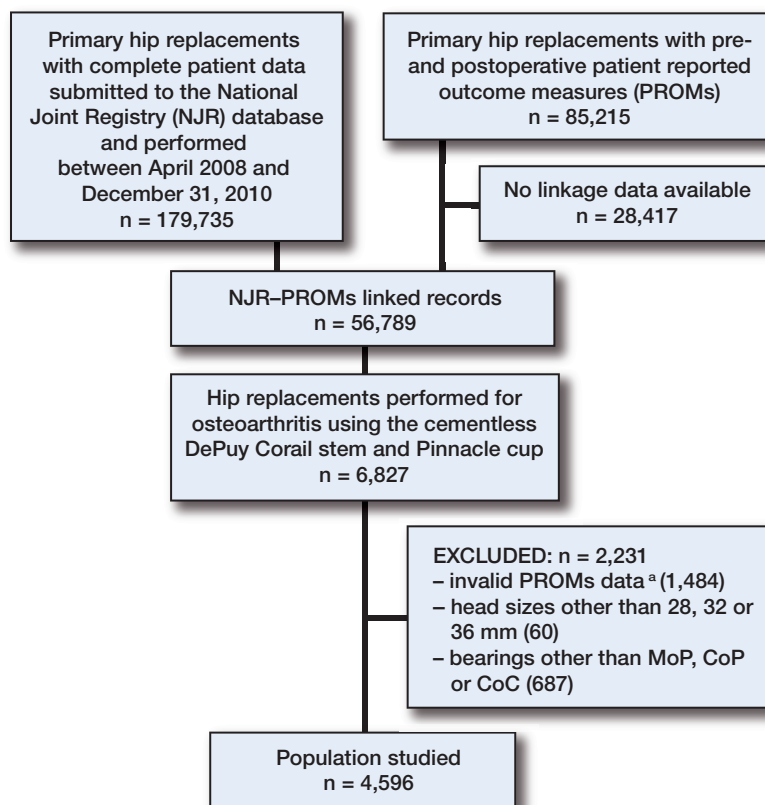 Primary hip replacements
with complete patient data
submitted to the National
Joint Registry (NJR) database
and performed
between April 2008 and
December 31, 2010
n = 179,735
Primary hip replacements with pre-
and postoperative patient reported
outcome measures (PROMs)
n = 85,215
No linkage data available
n = 28,417
NJR–PROMs linked records
n = 56,789
Hip replacements performed for
osteoarthritis using the cementless
DePuy Corail stem and Pinnacle cup
n = 6,827
EXCLUDED: n = 2,231
– invalid PROMs data ᵃ (1,484)
– head sizes other than 28, 32 or
36 mm (60)
– bearings other than MoP, CoP
or CoC (687)
Population studied
n = 4,596